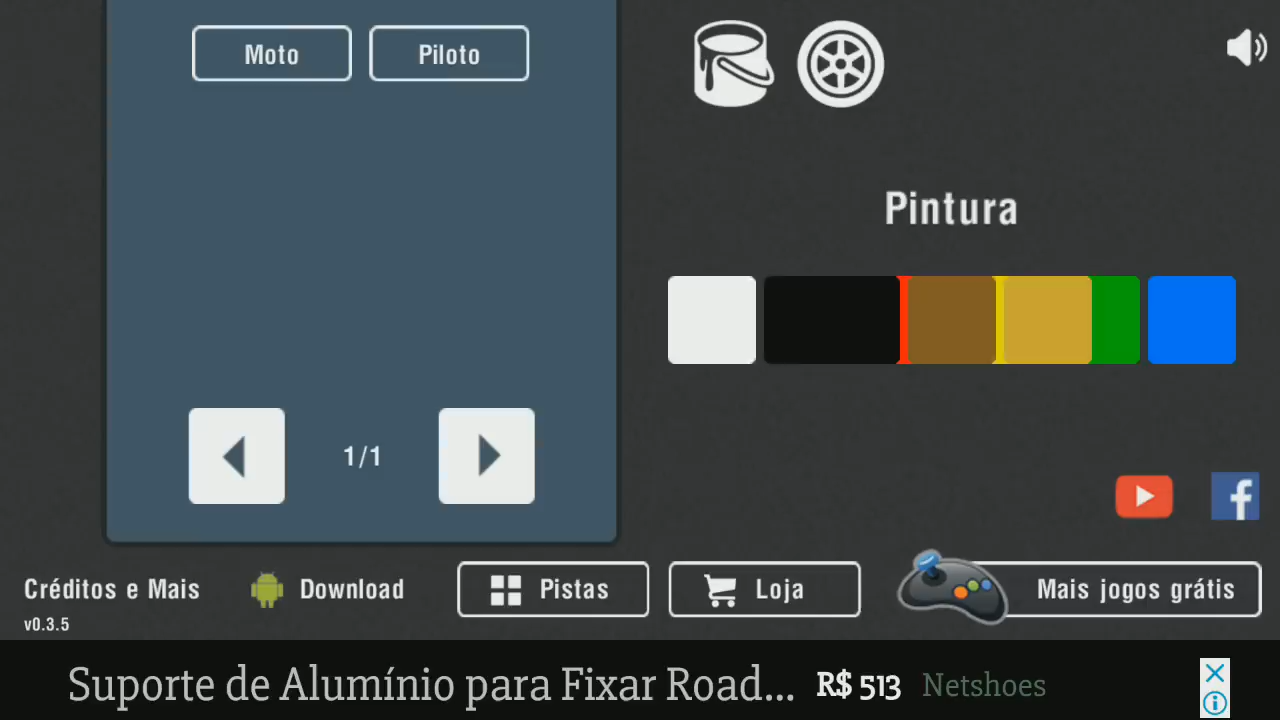 Moto
Piloto
Pintura
1/1
Créditos e Mais
Download
Pistas
Loja
Mais jogos grátis
v0.3.5
Suporte de Alumínio para Fixar Road... R$ 513 Netshoes